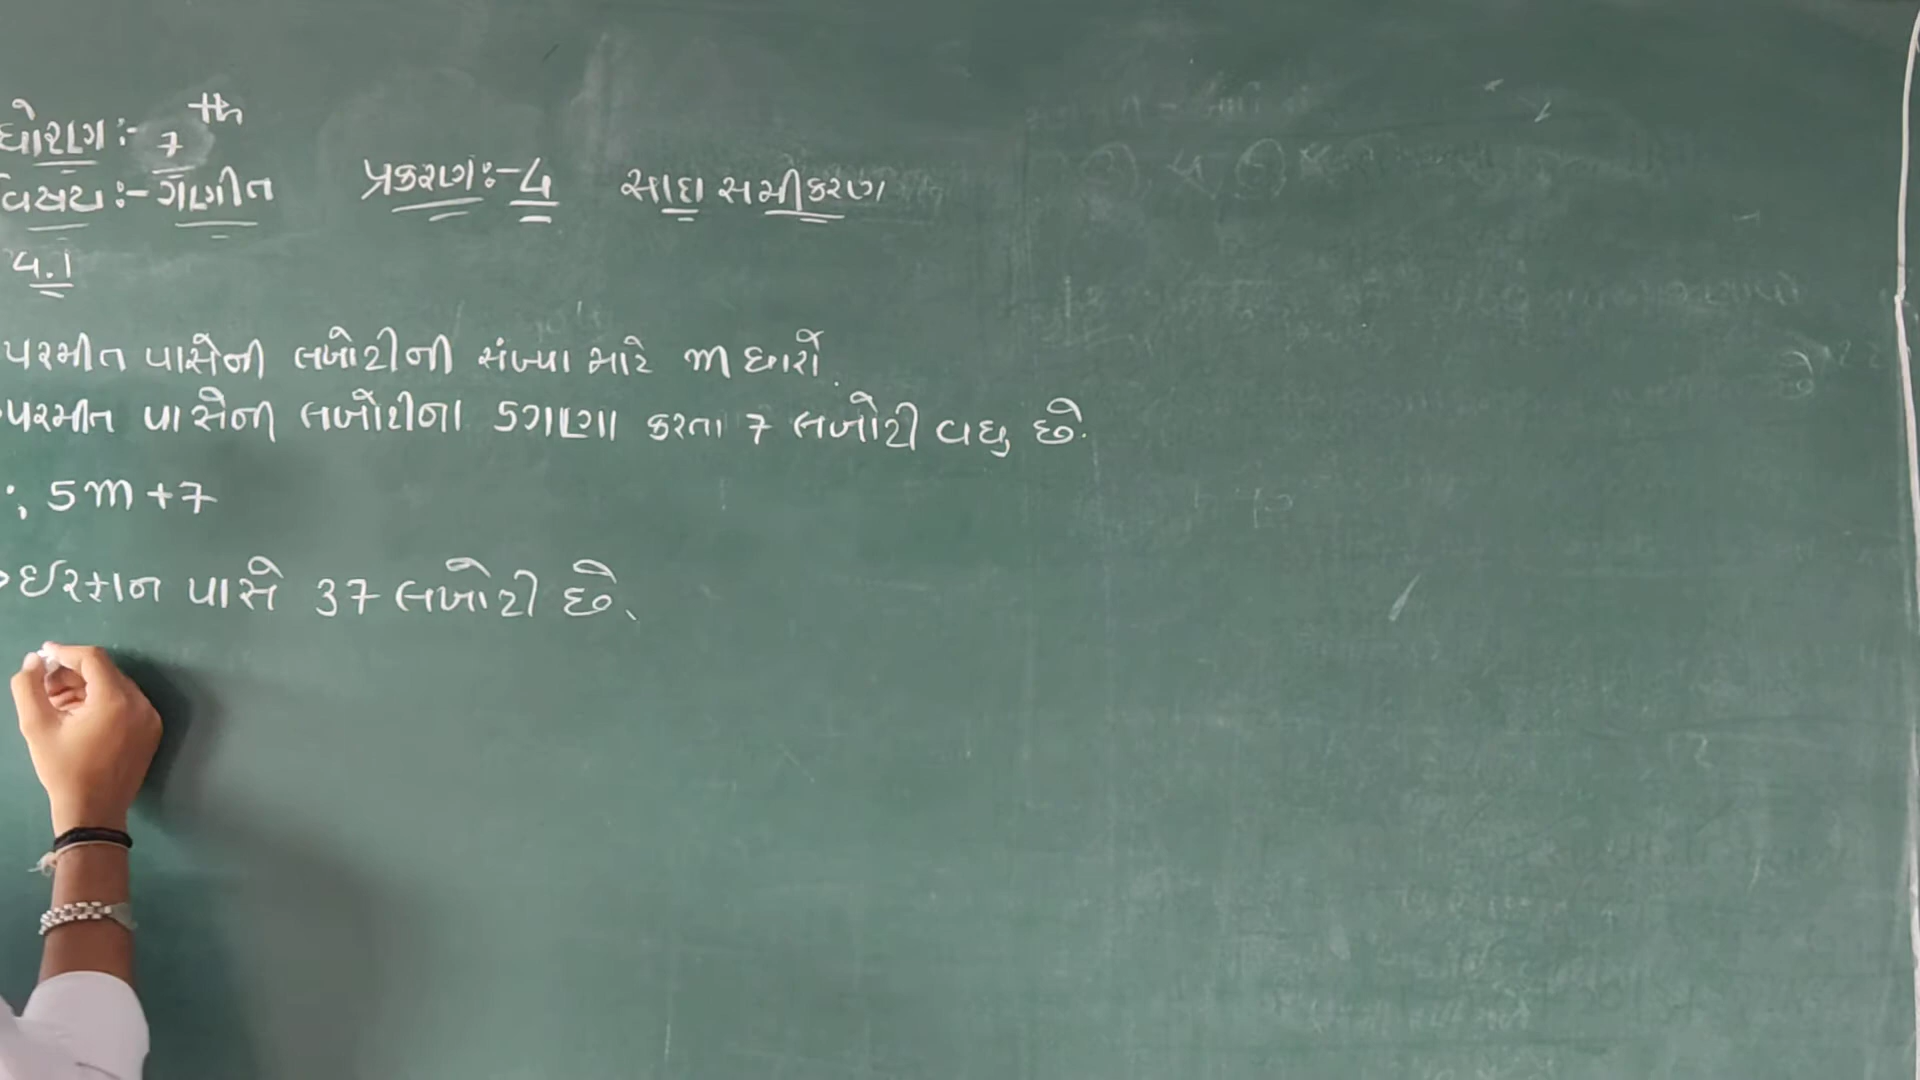 ધોરણ :- 7th
વિષય :- ગણીત પ્રકરણ :- 4 સાદા સમીકરણ
4.1
પરમીત પાસેની લખોટીની સંખ્યા માટે m ધારો.
પરમીત પાસેની લખોટીના 5 ગણા કરતા 7 લખોટી વધુ છે.
∴ 5m + 7
ઇરફાન પાસે 37 લખોટી છે.